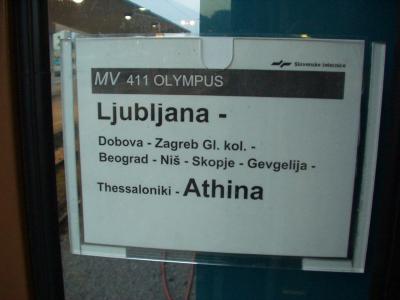 Slovenske železnice
MV 411 OLYMPUS
Ljubljana -
Dobova - Zagreb Gl. kol. -
Beograd - Niš - Skopje - Gevgelija -
Thessaloniki - Athina